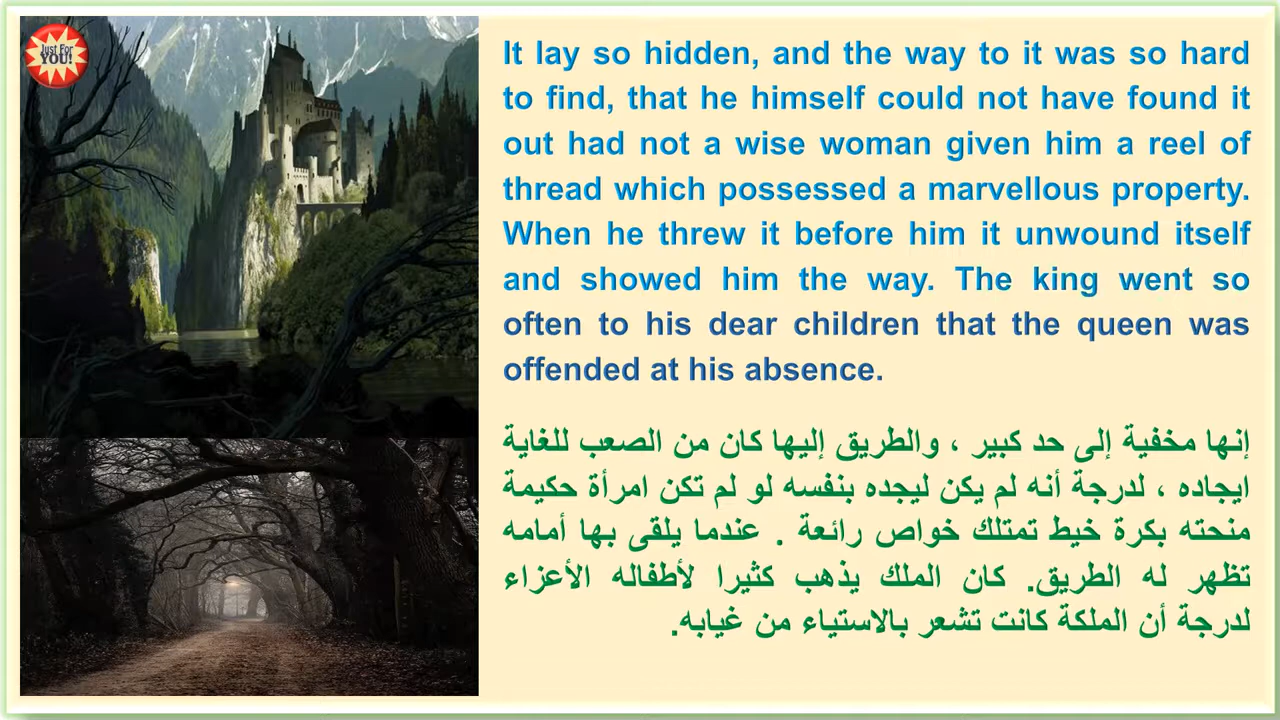 Just For
YOU!
It lay so hidden, and the way to it was so hard
to find, that he himself could not have found it
out had not a wise woman given him a reel of
thread which possessed a marvellous property.
When he threw it before him it unwound itself
and showed him the way. The king went so
often to his dear children that the queen was
offended at his absence.
إنها مخفية إلى حد كبير ، والطريق إليها كان من الصعب للغاية
ايجاده ، لدرجة أنه لم يكن ليجده بنفسه لو لم تكن امرأة حكيمة
منحته بكرة خيط تمتلك خواص رائعة . عندما يلقى بها أمامه
تظهر له الطريق. كان الملك يذهب كثيرا لأطفاله الأعزاء
لدرجة أن الملكة كانت تشعر بالاستياء من غيابه.